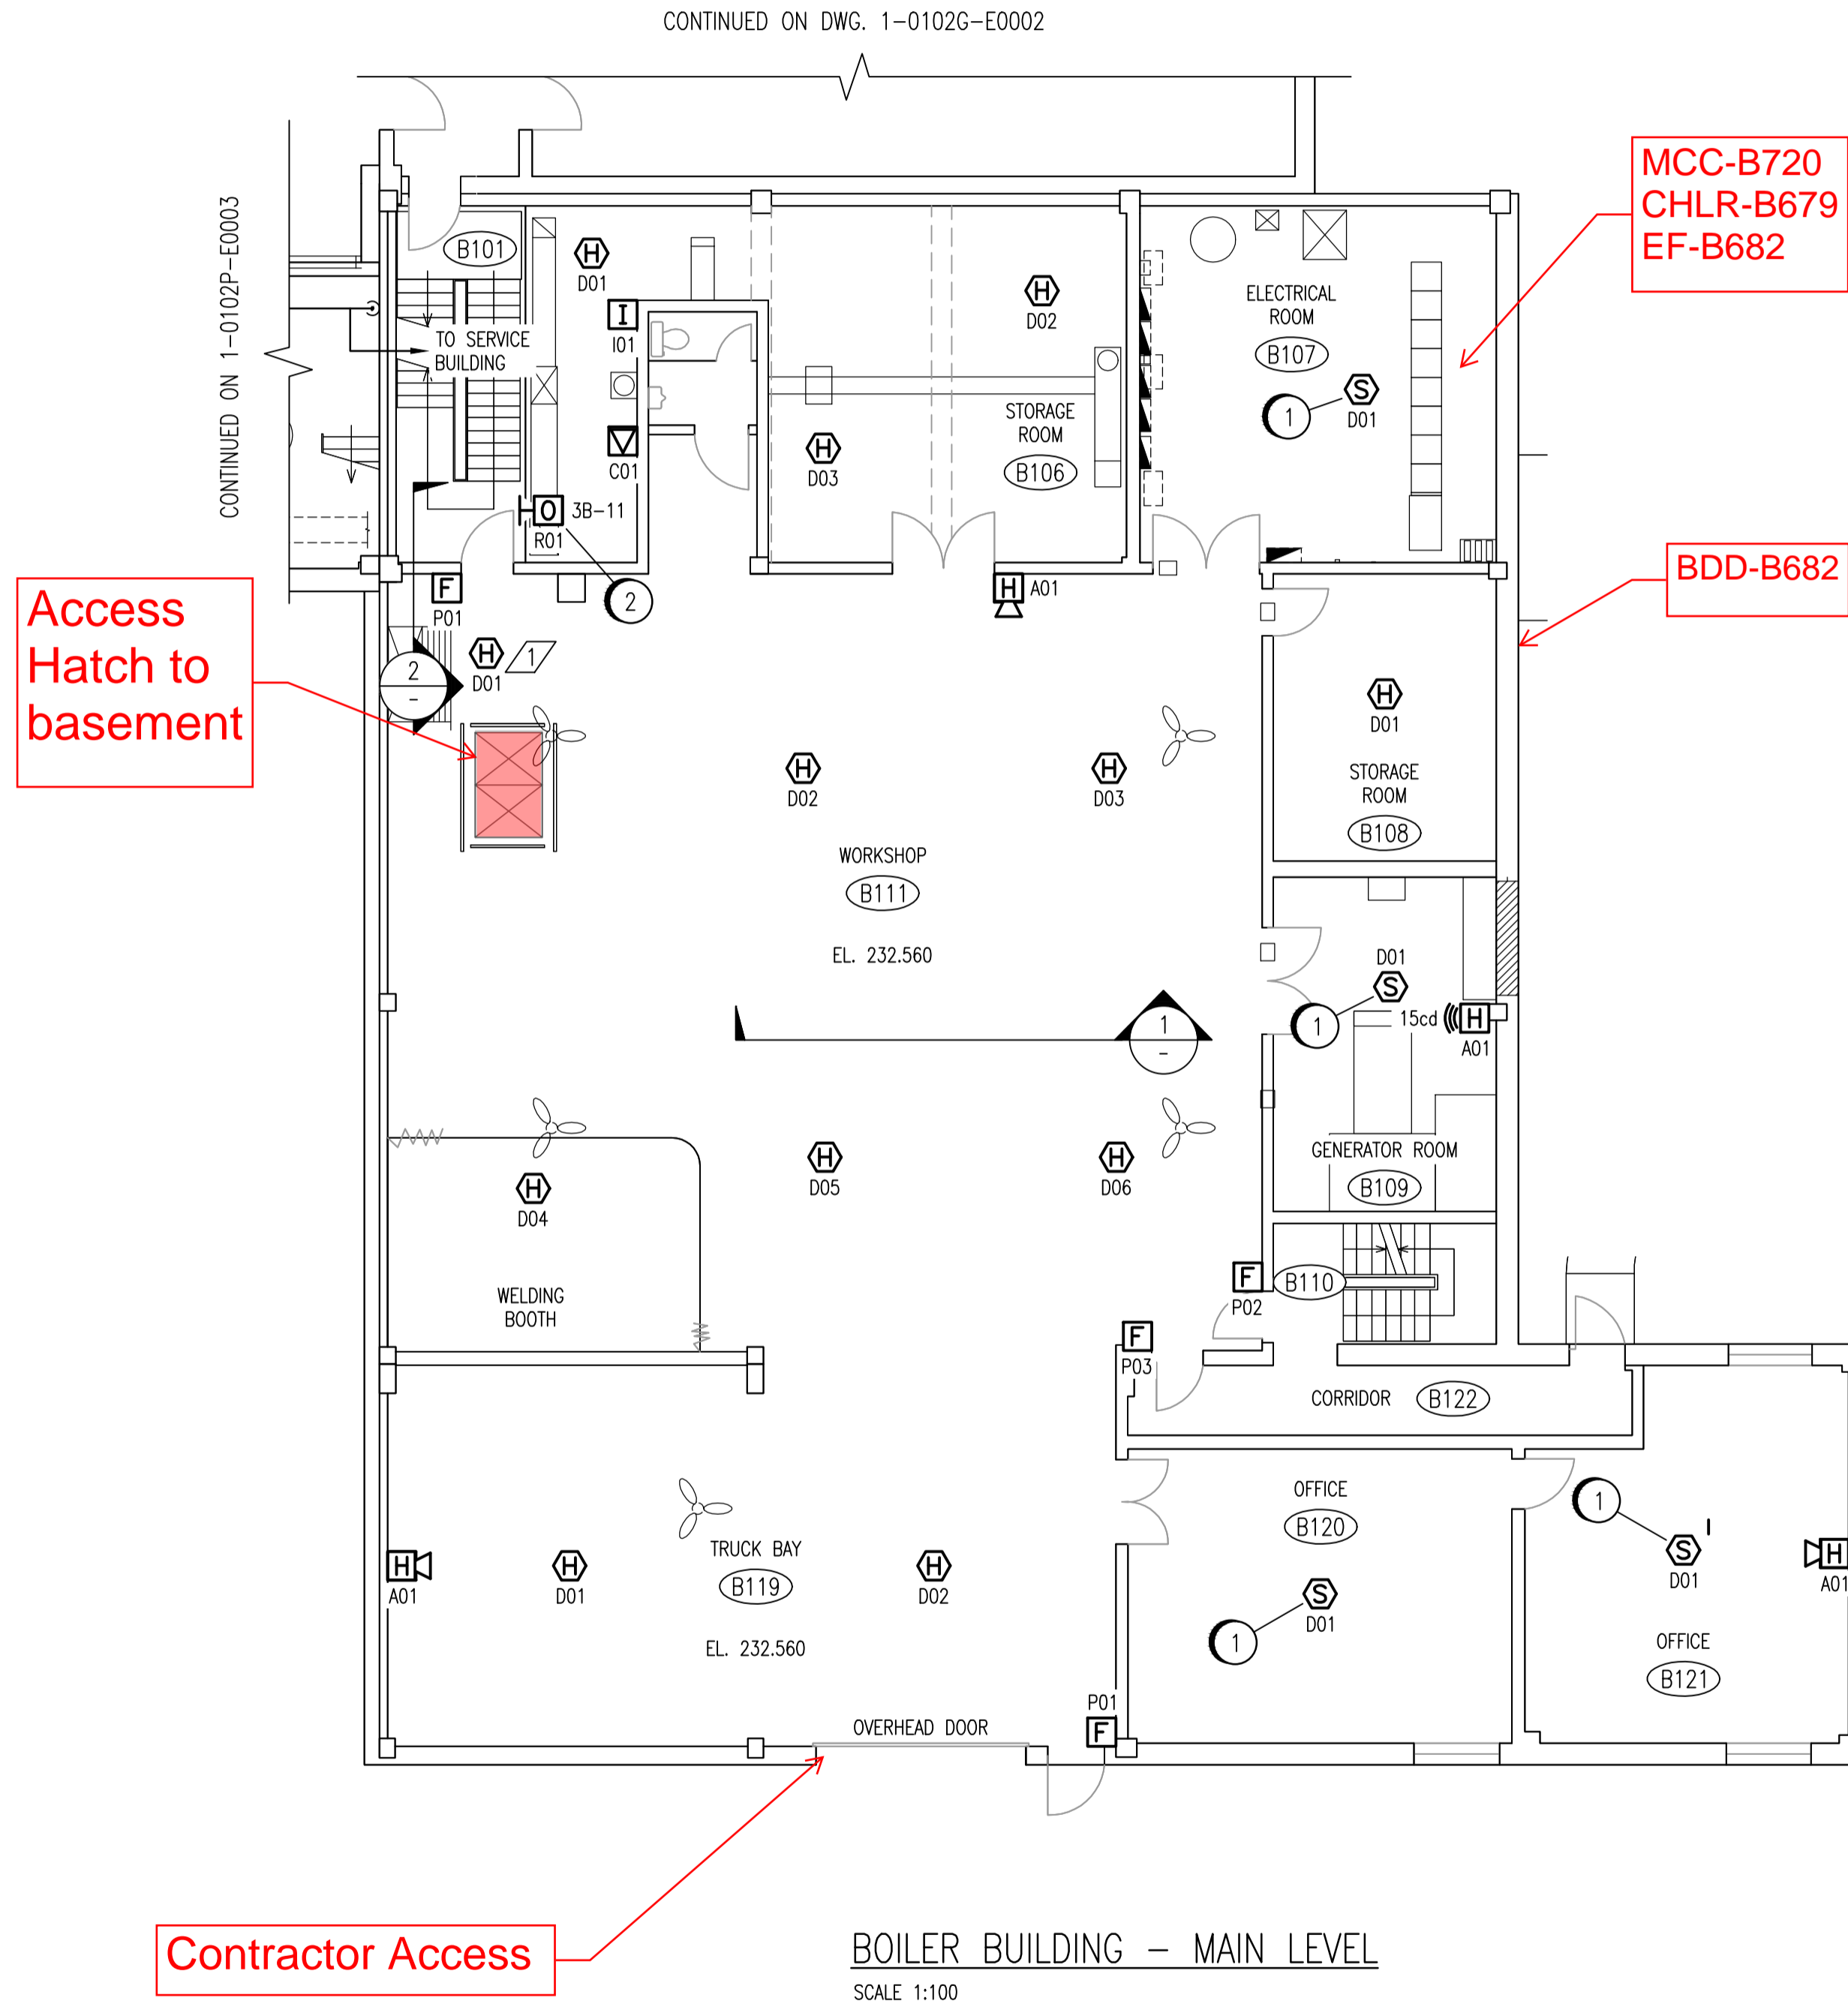 CONTINUED ON DWG. 1-0102G-E0002
CONTINUED ON 1-0102P-E0003
MCC-B720
CHLR-B679
EF-B682
B101
H
D01
I
I01
TO SERVICE
BUILDING
H
D02
ELECTRICAL
ROOM
B107
S
D01
1
STORAGE
ROOM
B106
H
D03
C01
O
3B-11
R01
2
BDD-B682
Access
Hatch to
basement
F
P01
H
A01
H
D01
1
2
-
H
D01
STORAGE
ROOM
B108
H
D02
H
D03
WORKSHOP
B111
EL. 232.560
D01
S
1
15cd
H
A01
1
-
GENERATOR ROOM
B109
H
D04
H
D05
H
D06
WELDING
BOOTH
F
P02
B110
F
P03
CORRIDOR
B122
OFFICE
B120
S
D01
1
1
S
D01
H
A01
OFFICE
B121
H
A01
H
D01
TRUCK BAY
B119
EL. 232.560
H
D02
P01
F
OVERHEAD DOOR
Contractor Access
BOILER BUILDING - MAIN LEVEL
SCALE 1:100